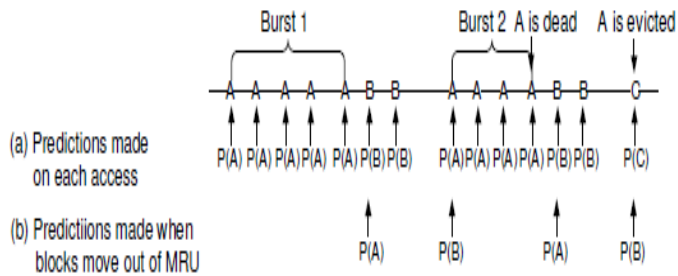 Burst 1
Burst 2 A is dead A is evicted
A A A A A B B A A A A B B C
(a) Predictions made
on each access
P(A) P(A) P(A) P(A) P(A) P(B) P(B) P(A) P(A) P(A) P(A) P(B) P(B) P(C)
(b) Predictiions made when
blocks move out of MRU
P(A) P(B) P(A) P(B)